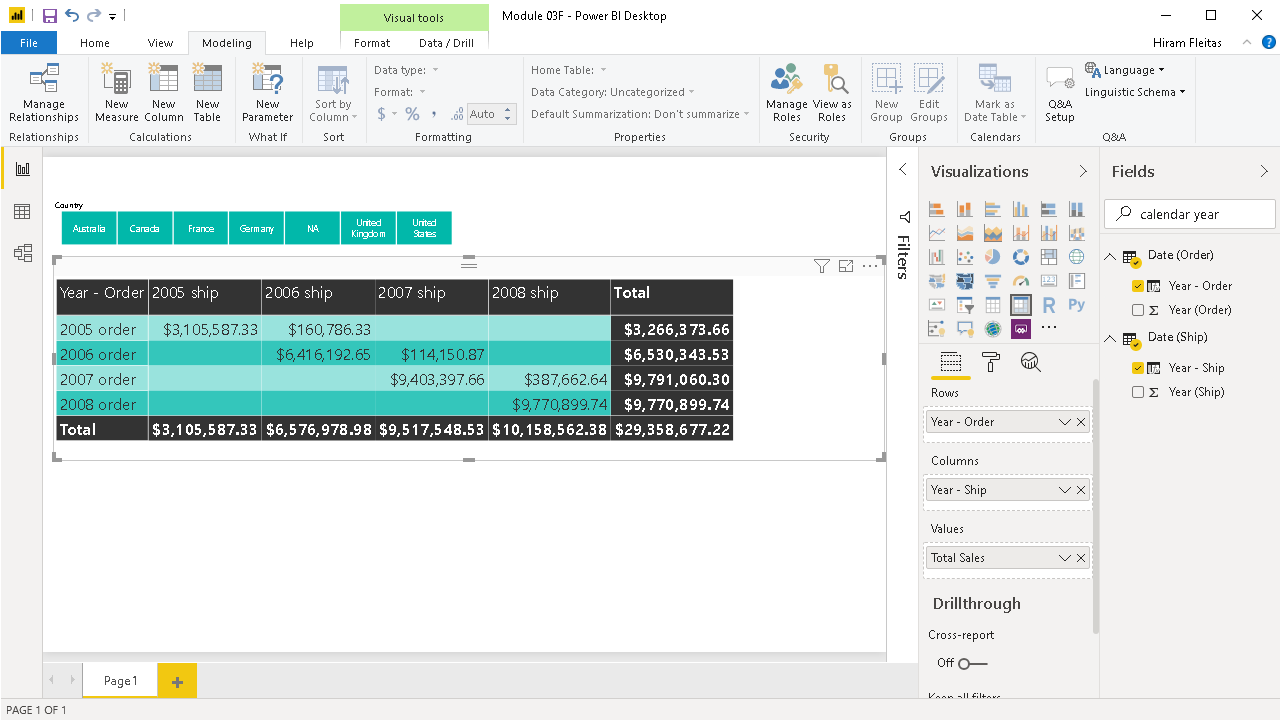 Visual tools
Module 03F - Power BI Desktop
File
Home
View
Modeling
Help
Format
Data / Drill
Hiram Fleitas
Manage Relationships
New Measure
New Column
New Table
New Parameter
Sort by Column
Data type:
Format:
$ % , .00 Auto
Home Table:
Data Category: Uncategorized
Default Summarization: Don't summarize
Manage Roles
View as Roles
New Group
Edit Groups
Mark as Date Table
Q&A Setup
Language
Linguistic Schema
Relationships
Calculations
What If
Sort
Formatting
Properties
Security
Groups
Calendars
Q&A
Country
Australia
Canada
France
Germany
NA
United Kingdom
United States
Year - Order 2005 ship 2006 ship 2007 ship 2008 ship Total
2005 order $3,105,587.33 $160,786.33 $3,266,373.66
2006 order $6,416,192.65 $114,150.87 $6,530,343.53
2007 order $9,403,397.66 $387,662.64 $9,791,060.30
2008 order $9,770,899.74 $9,770,899.74
Total $3,105,587.33 $6,576,978.98 $9,517,548.53 $10,158,562.38 $29,358,677.22
Filters
Visualizations
R
Py
Rows
Year - Order
Columns
Year - Ship
Values
Total Sales
Drillthrough
Cross-report
Off
Keep all filters
Fields
calendar year
Date (Order)
Year - Order
Year (Order)
Date (Ship)
Year - Ship
Year (Ship)
Page1
PAGE 1 OF 1